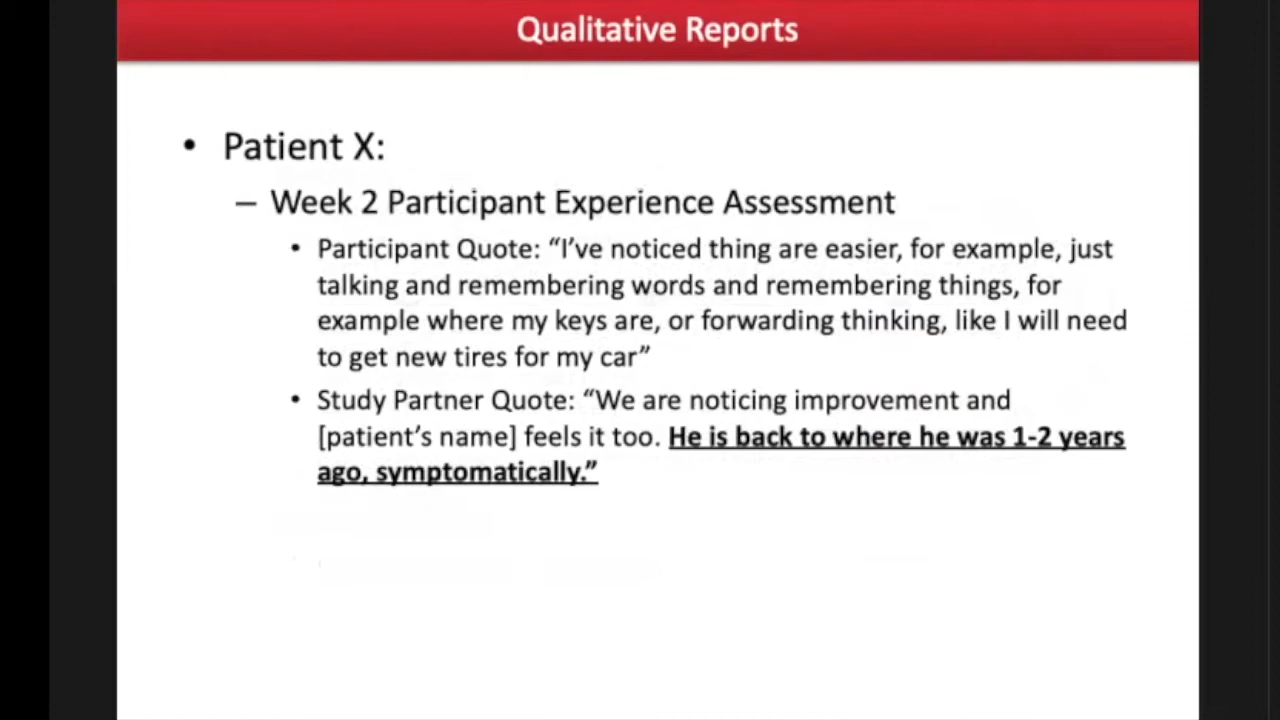 Qualitative Reports
• Patient X:
– Week 2 Participant Experience Assessment
• Participant Quote: “I’ve noticed thing are easier, for example, just
talking and remembering words and remembering things, for
example where my keys are, or forwarding thinking, like I will need
to get new tires for my car”
• Study Partner Quote: “We are noticing improvement and
[patient’s name] feels it too. He is back to where he was 1-2 years
ago, symptomatically.”